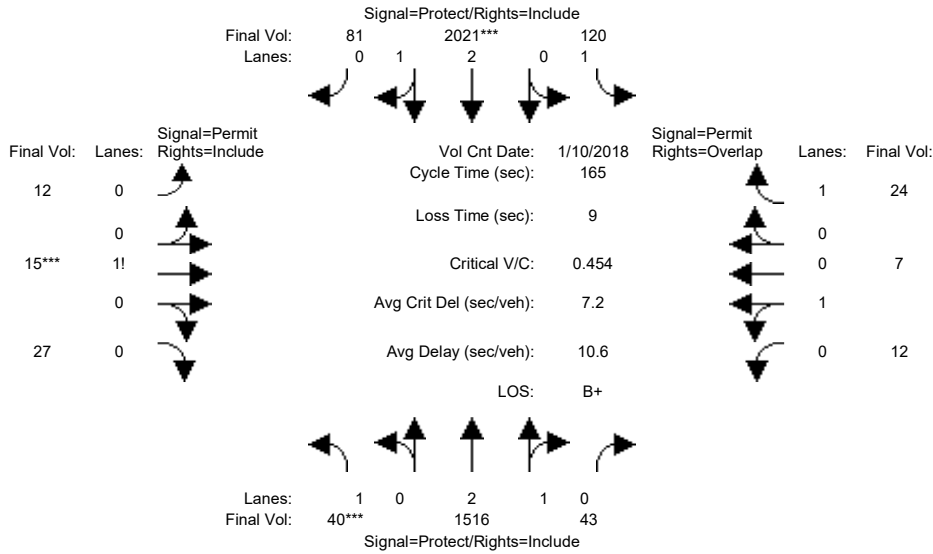 Signal=Protect/Rights=Include
Final Vol: 81 2021*** 120
Lanes: 0 1 2 0 1
Signal=Permit Signal=Permit
Final Vol: Lanes: Rights=Include Vol Cnt Date: 1/10/2018 Rights=Overlap Lanes: Final Vol:
Cycle Time (sec): 165
12 0 1 24
Loss Time (sec): 9
0 0
15*** 1! Critical V/C: 0.454 0 7
0 Avg Crit Del (sec/veh): 7.2 1
27 0 Avg Delay (sec/veh): 10.6 0 12
LOS: B+
Lanes: 1 0 2 1 0
Final Vol: 40*** 1516 43
Signal=Protect/Rights=Include